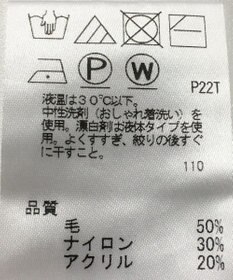 P W
P22T
液温は30℃以下。
中性洗剤（おしゃれ着洗い）を使
用。漂白剤は液体タイプを使
用。よくすすぎ、絞りの後すぐ
に干すこと。
110
品質
毛 50%
ナイロン 30%
アクリル 20%